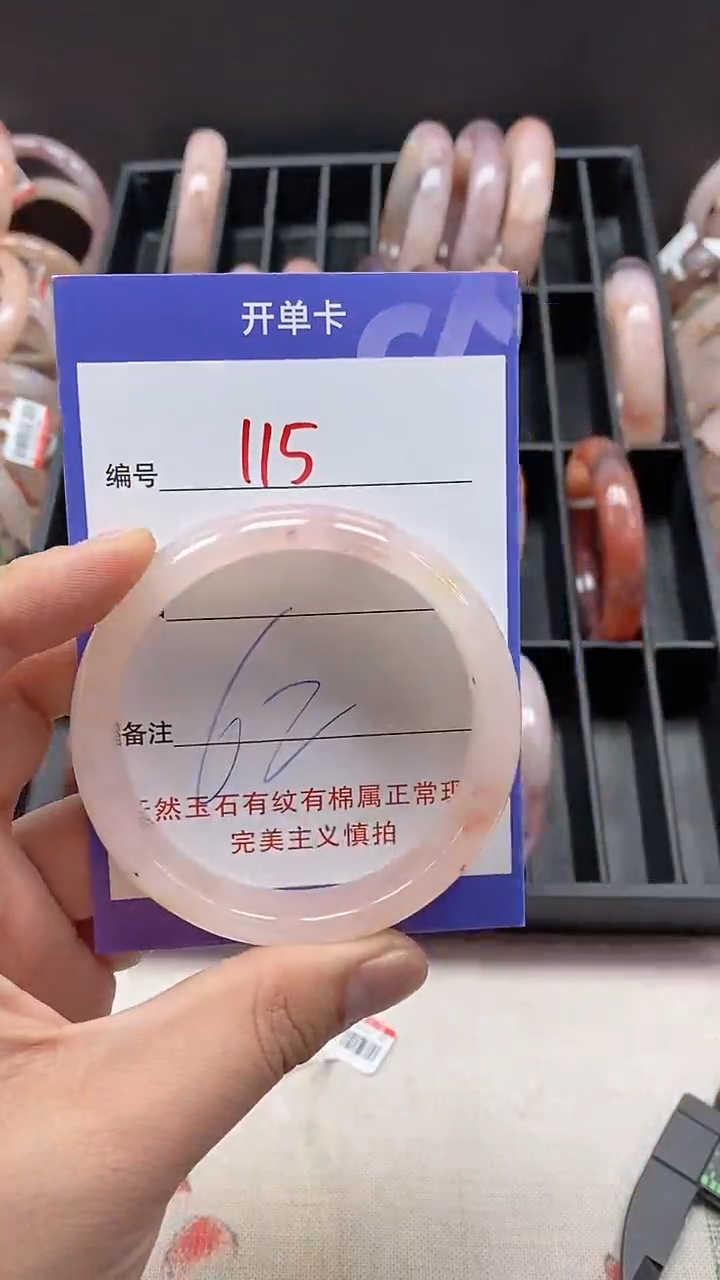 开单卡
编号 115
备注 62
然玉石有纹有棉属正常现
完美主义慎拍